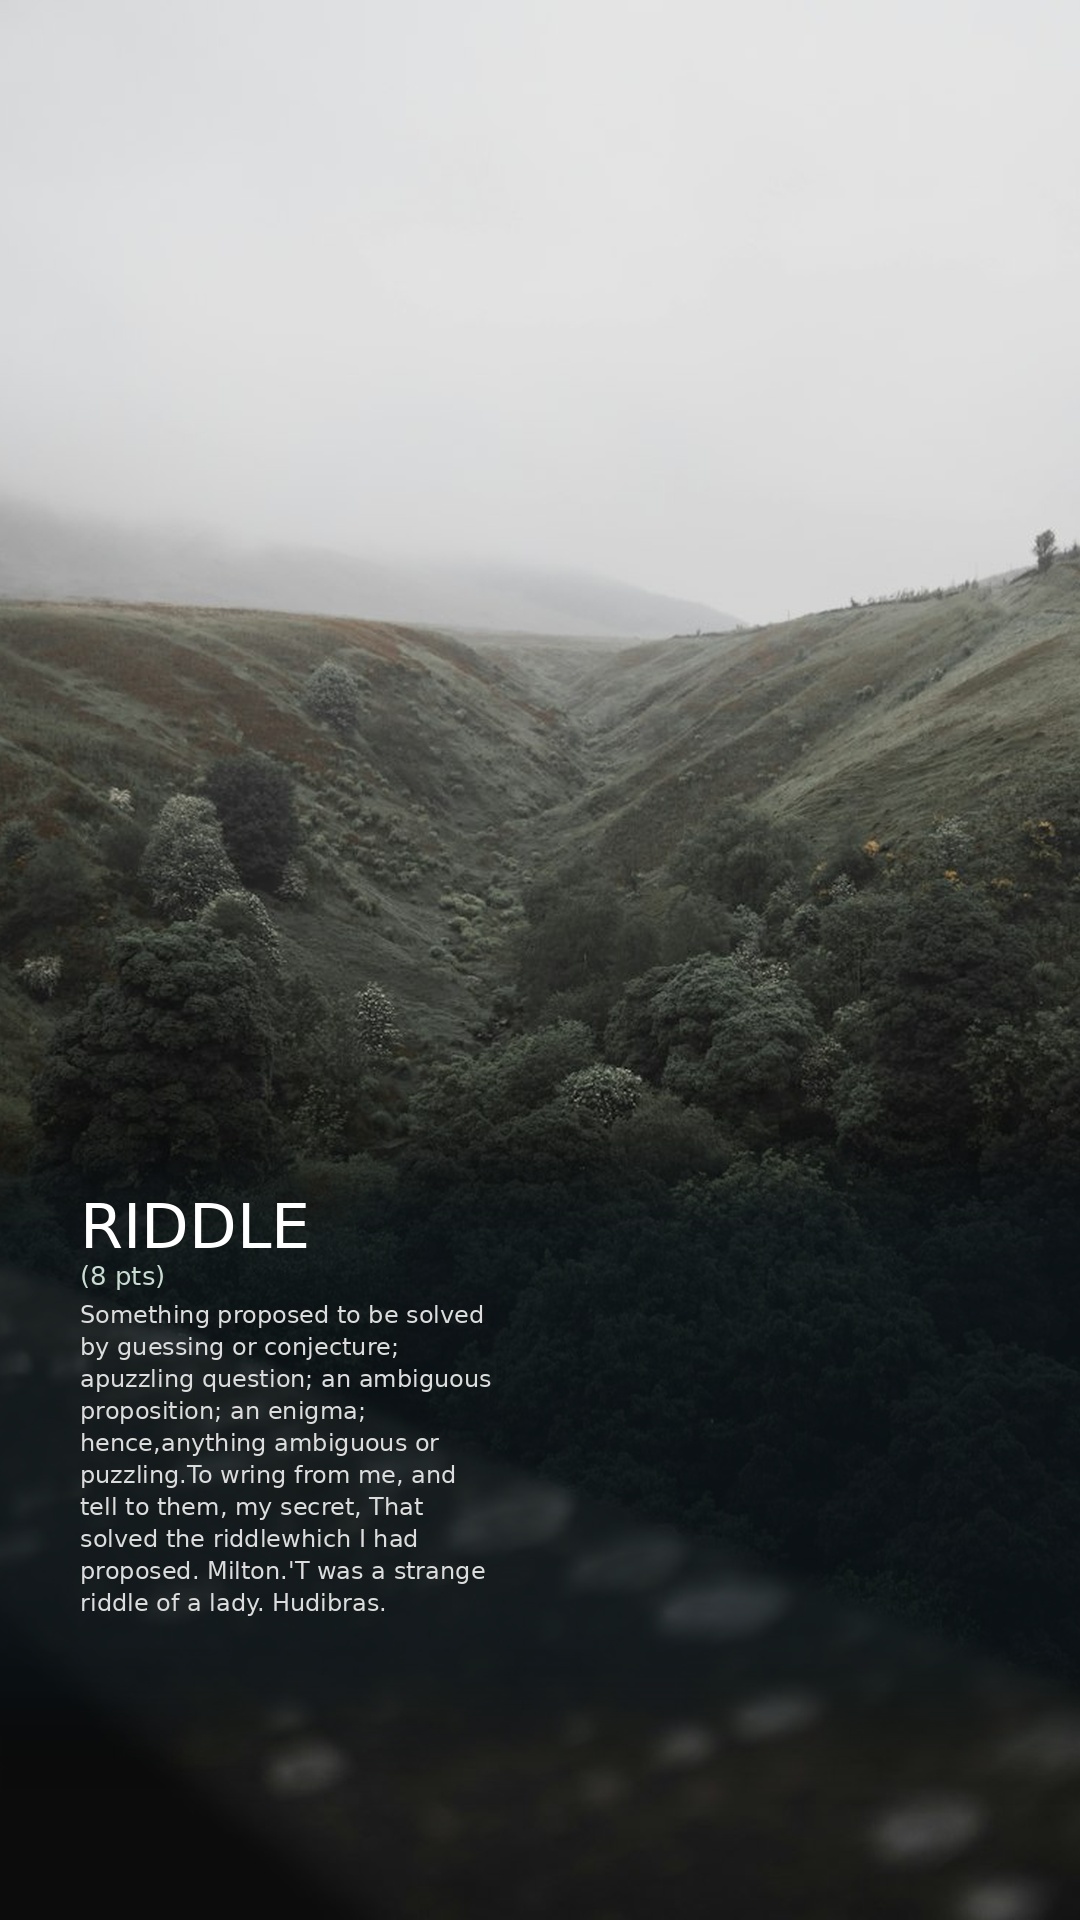 RIDDLE
(8 pts)
Something proposed to be solved
by guessing or conjecture;
apuzzling question; an ambiguous
proposition; an enigma;
hence,anything ambiguous or
puzzling.To wring from me, and
tell to them, my secret, That
solved the riddlewhich I had
proposed. Milton.'T was a strange
riddle of a lady. Hudibras.